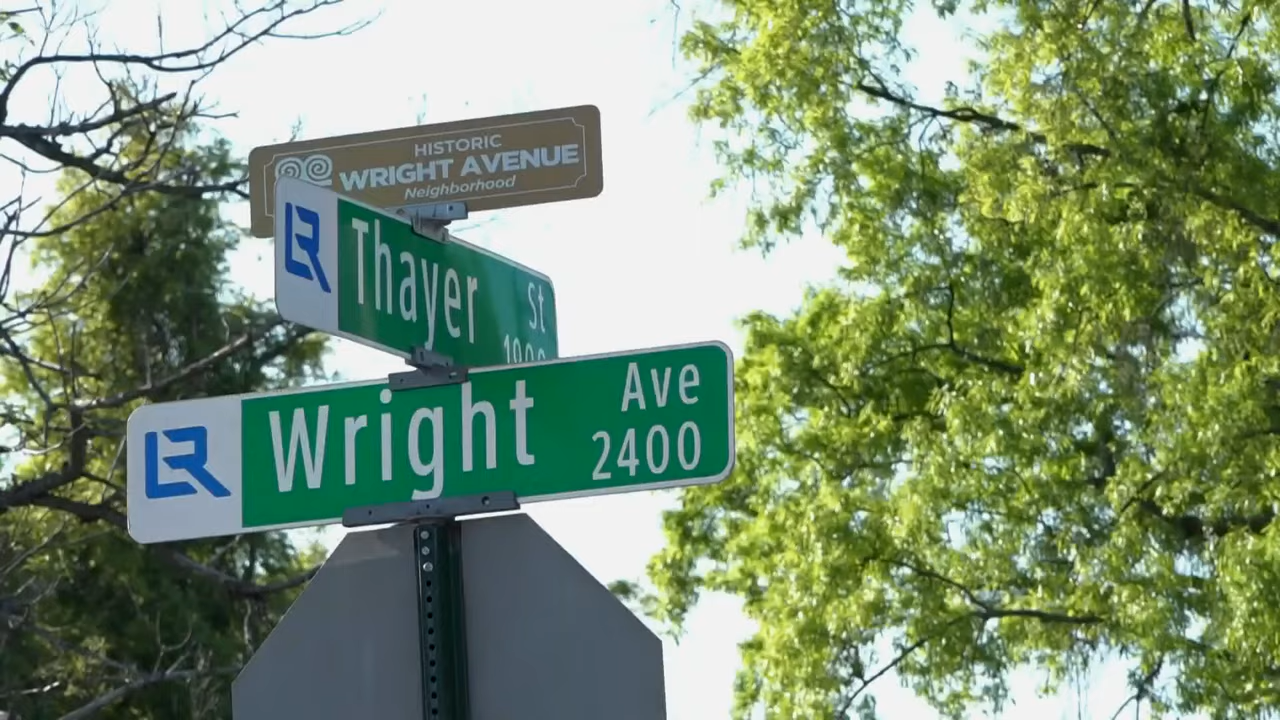 HISTORIC
WRIGHT AVENUE
Neighborhood
LR Thayer St
LR Wright Ave
2400